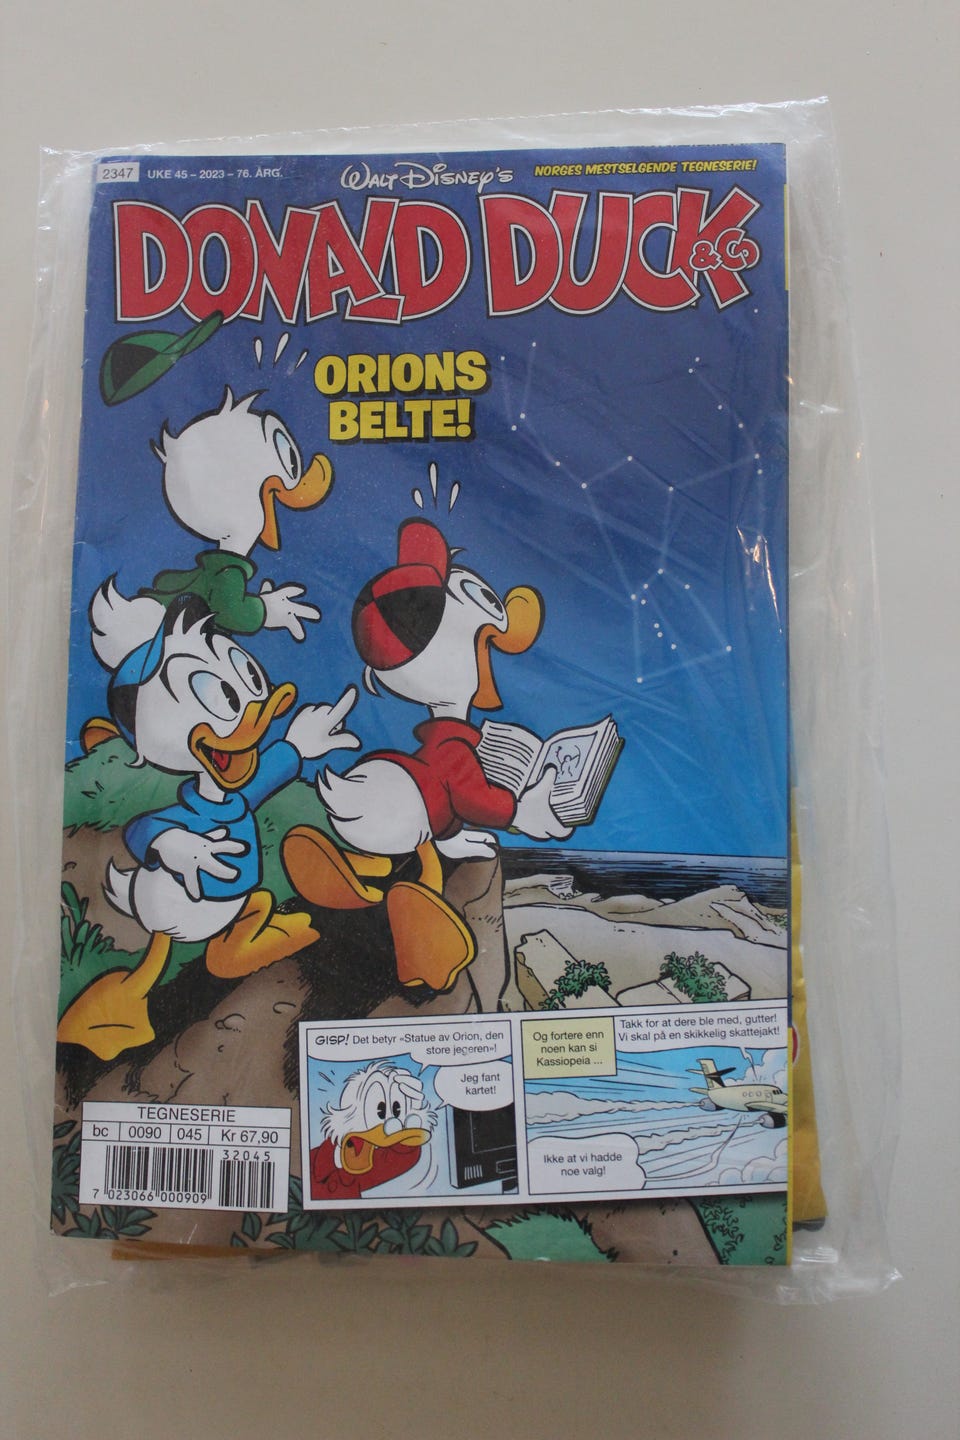 2347 UKE 45 – 2023 – 76. ÅRG.
WALT DISNEY'S
NORGES MESTSELGENDE TEGNESERIE!
DONALD DUCK & Co
ORIONS
BELTE!
GISP! Det betyr «Statue av Orion, den
store jegeren»!
Jeg fant
kartet!
Og fortere enn
noen kan si
Kassiopeia ...
Takk for at dere ble med, gutter!
Vi skal på en skikkelig skattejakt!
Ikke at vi hadde
noe valg!
TEGNESERIE
bc 0090 045 Kr 67,90
32045
7 023066 000909